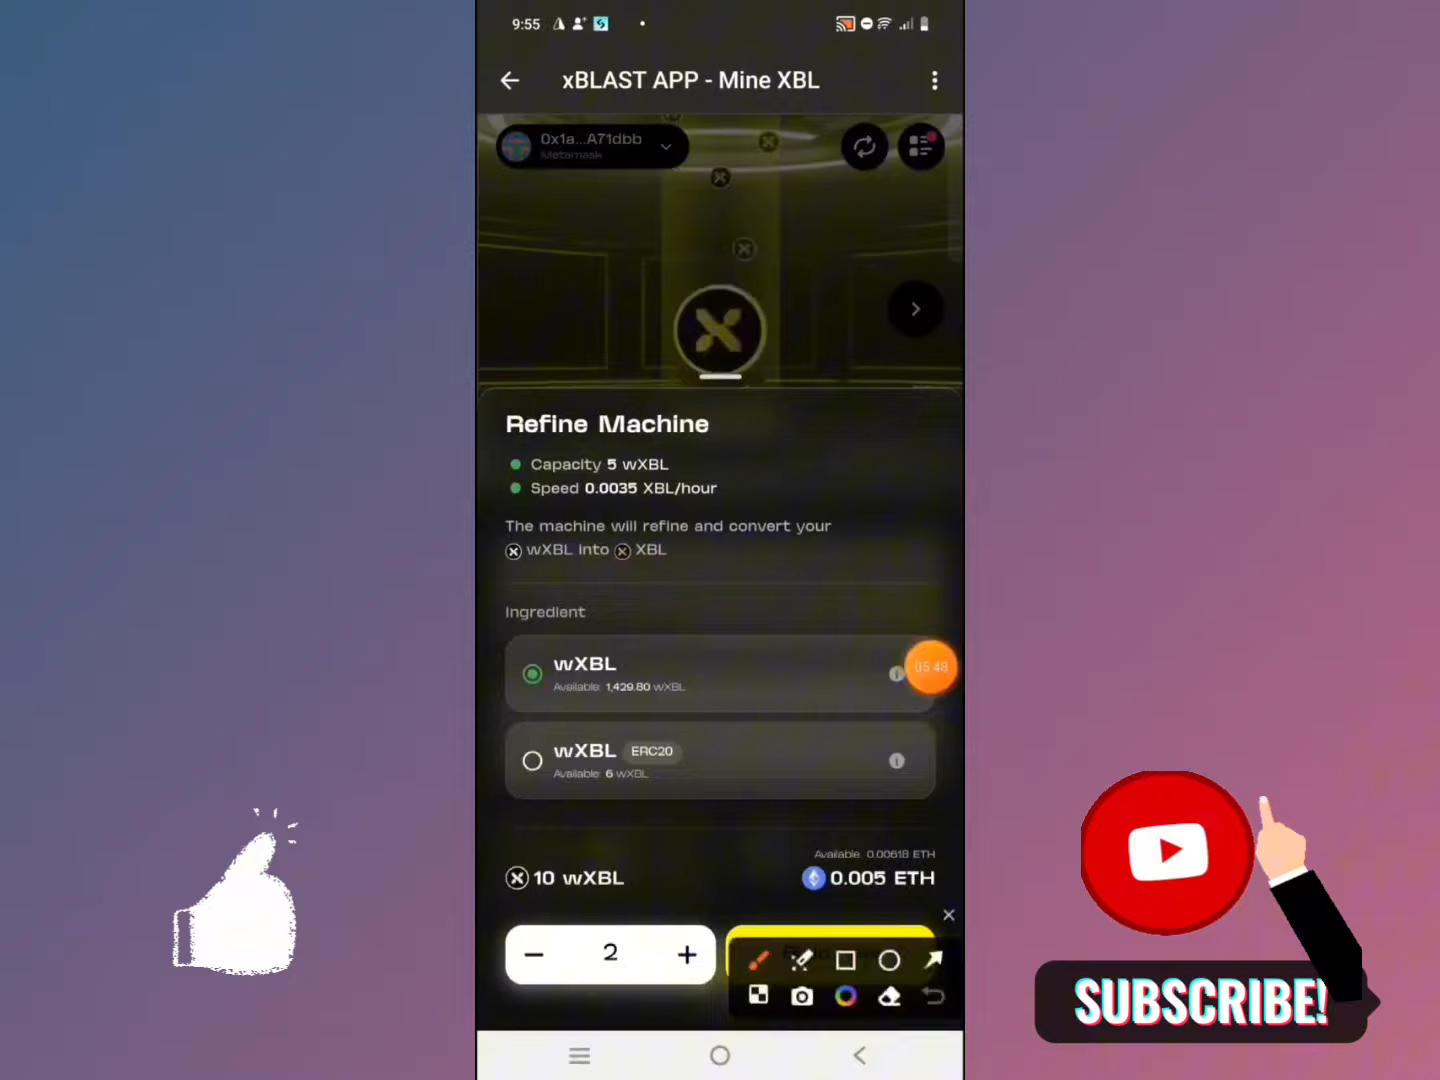 9:55
xBLAST APP - Mine XBL
0x1a...A71dbb
Metamask
Refine Machine
Capacity 5 wXBL
Speed 0.0035 XBL/hour
The machine will refine and convert your
wXBL into XBL
Ingredient
wXBL
Available: 1,429.80 wXBL
05:48
wXBL ERC20
Available: 6 wXBL
Available: 0.00618 ETH
10 wXBL
0.005 ETH
2
SUBSCRIBE!